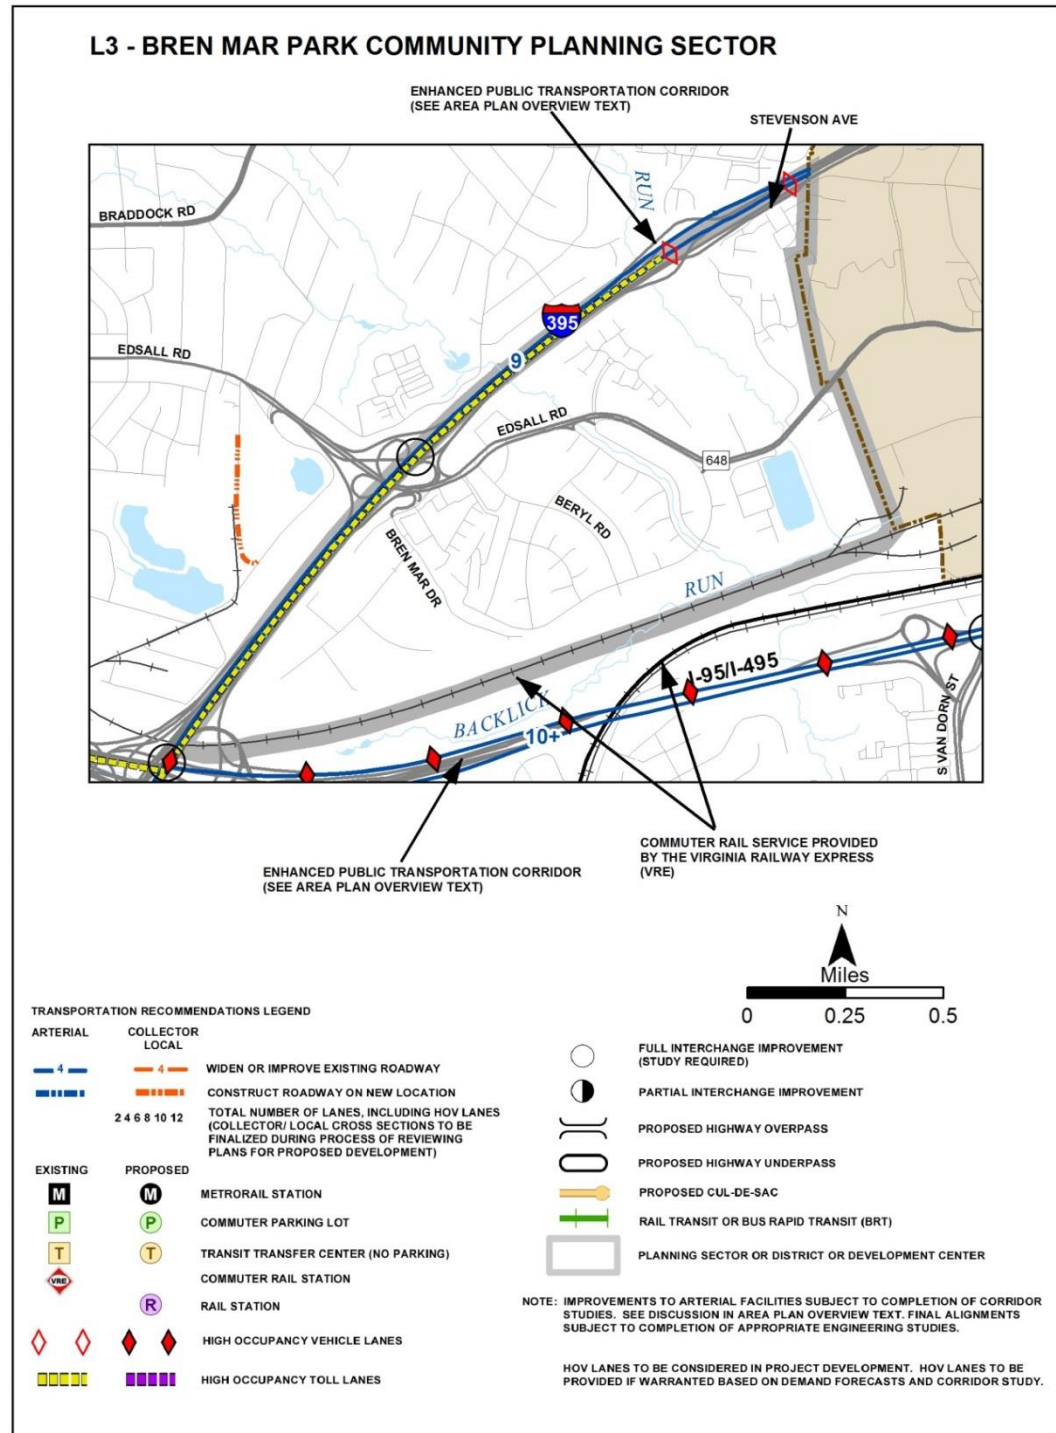 L3 - BREN MAR PARK COMMUNITY PLANNING SECTOR
ENHANCED PUBLIC TRANSPORTATION CORRIDOR
(SEE AREA PLAN OVERVIEW TEXT)
STEVENSON AVE
RUN
BRADDOCK RD
395
EDSALL RD
9
EDSALL RD
648
BERYL RD
BREN MAR DR
RUN
I-95/I-495
BACKLICK
10+
S VAN DORN ST
COMMUTER RAIL SERVICE PROVIDED
BY THE VIRGINIA RAILWAY EXPRESS
(VRE)
ENHANCED PUBLIC TRANSPORTATION CORRIDOR
(SEE AREA PLAN OVERVIEW TEXT)
N
Miles
0 0.25 0.5
TRANSPORTATION RECOMMENDATIONS LEGEND
ARTERIAL COLLECTOR
LOCAL
4 4 WIDEN OR IMPROVE EXISTING ROADWAY
CONSTRUCT ROADWAY ON NEW LOCATION
2 4 6 8 10 12 TOTAL NUMBER OF LANES, INCLUDING HOV LANES
(COLLECTOR/ LOCAL CROSS SECTIONS TO BE
FINALIZED DURING PROCESS OF REVIEWING
PLANS FOR PROPOSED DEVELOPMENT)
EXISTING PROPOSED
M M METRORAIL STATION
P P COMMUTER PARKING LOT
T T TRANSIT TRANSFER CENTER (NO PARKING)
VRE COMMUTER RAIL STATION
R RAIL STATION
HIGH OCCUPANCY VEHICLE LANES
HIGH OCCUPANCY TOLL LANES
FULL INTERCHANGE IMPROVEMENT
(STUDY REQUIRED)
PARTIAL INTERCHANGE IMPROVEMENT
PROPOSED HIGHWAY OVERPASS
PROPOSED HIGHWAY UNDERPASS
PROPOSED CUL-DE-SAC
RAIL TRANSIT OR BUS RAPID TRANSIT (BRT)
PLANNING SECTOR OR DISTRICT OR DEVELOPMENT CENTER
NOTE: IMPROVEMENTS TO ARTERIAL FACILITIES SUBJECT TO COMPLETION OF CORRIDOR
STUDIES. SEE DISCUSSION IN AREA PLAN OVERVIEW TEXT. FINAL ALIGNMENTS
SUBJECT TO COMPLETION OF APPROPRIATE ENGINEERING STUDIES.
HOV LANES TO BE CONSIDERED IN PROJECT DEVELOPMENT. HOV LANES TO BE
PROVIDED IF WARRANTED BASED ON DEMAND FORECASTS AND CORRIDOR STUDY.